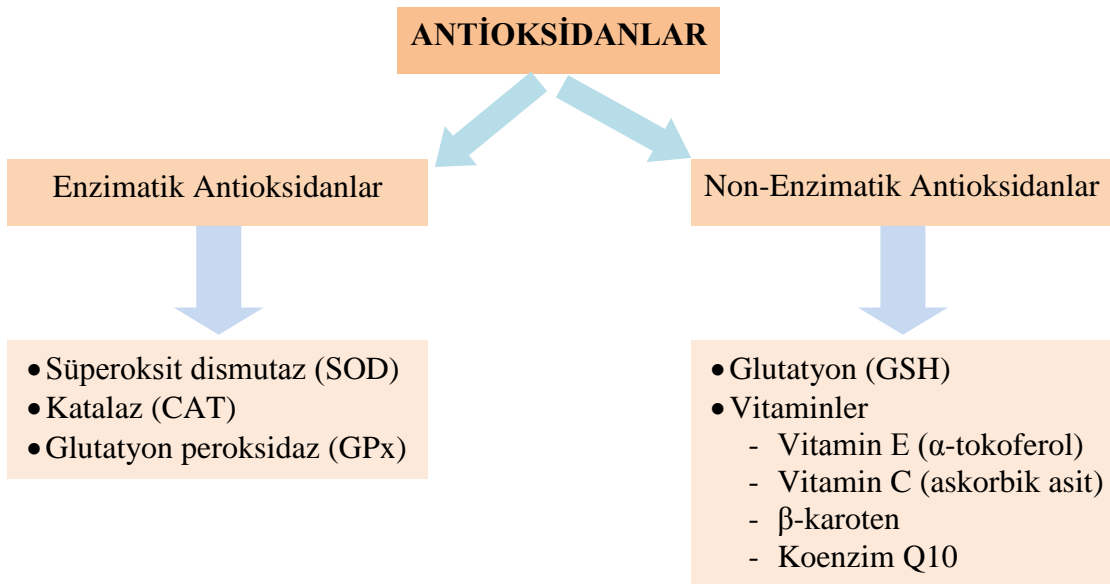 ANTİOKSİDANLAR
Enzimatik Antioksidanlar
Non-Enzimatik Antioksidanlar
•Süperoksit dismutaz (SOD)
•Katalaz (CAT)
•Glutatyon peroksidaz (GPx)
•Glutatyon (GSH)
•Vitaminler
- Vitamin E (α-tokoferol)
- Vitamin C (askorbik asit)
- β-karoten
- Koenzim Q10